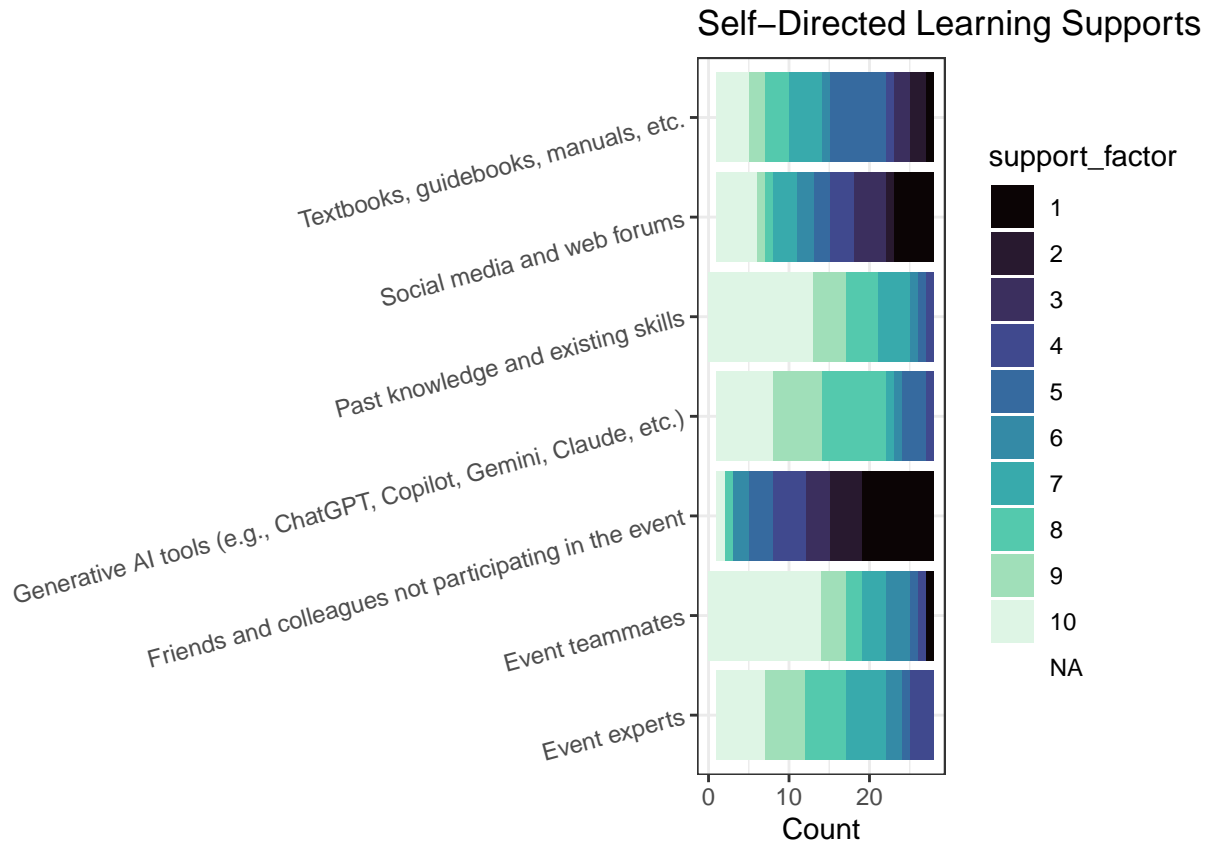 Self−Directed Learning Supports
Textbooks, guidebooks, manuals, etc.
Social media and web forums
Past knowledge and existing skills
Generative AI tools (e.g., ChatGPT, Copilot, Gemini, Claude, etc.)
Friends and colleagues not participating in the event
Event teammates
Event experts
0 10 20
Count
support_factor
1
2
3
4
5
6
7
8
9
10
NA